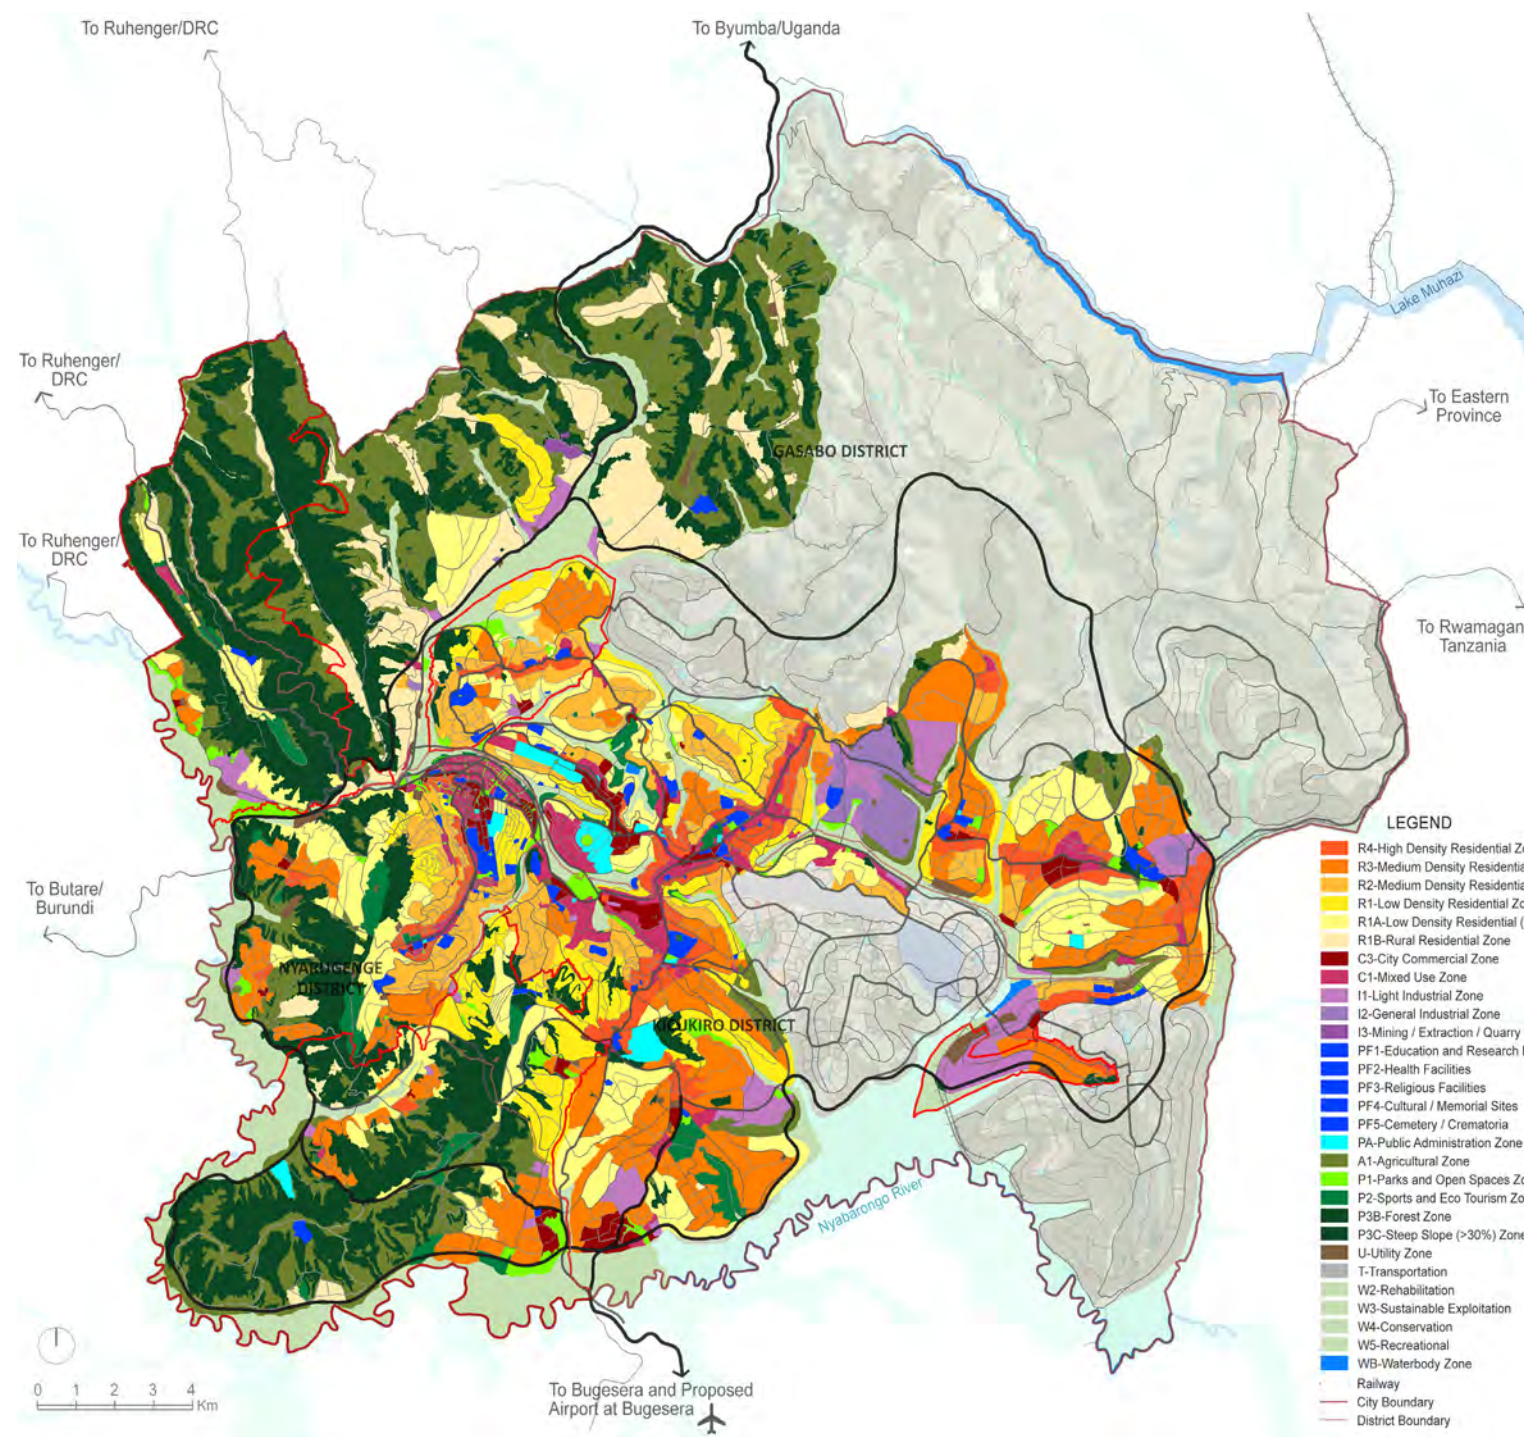 To Ruhenger/DRC
To Byumba/Uganda
Lake Muhazi
To Ruhenger/
DRC
To Eastern
Province
GASABO DISTRICT
To Ruhenger/
DRC
To Rwamagan
Tanzania
LEGEND
R4-High Density Residential Zo
R3-Medium Density Residential
R2-Medium Density Residential
R1-Low Density Residential Zo
R1A-Low Density Residential (
R1B-Rural Residential Zone
C3-City Commercial Zone
C1-Mixed Use Zone
I1-Light Industrial Zone
I2-General Industrial Zone
I3-Mining / Extraction / Quarry
PF1-Education and Research
PF2-Health Facilities
PF3-Religious Facilities
PF4-Cultural / Memorial Sites
PF5-Cemetery / Crematoria
PA-Public Administration Zone
A1-Agricultural Zone
P1-Parks and Open Spaces Zo
P2-Sports and Eco Tourism Zo
P3B-Forest Zone
P3C-Steep Slope (>30%) Zone
U-Utility Zone
T-Transportation
W2-Rehabilitation
W3-Sustainable Exploitation
W4-Conservation
W5-Recreational
WB-Waterbody Zone
Railway
City Boundary
District Boundary
To Butare/
Burundi
NYARUGENGE
DISTRICT
KICUKIRO DISTRICT
Nyabarongo River
0 1 2 3 4
Km
To Bugesera and Proposed
Airport at Bugesera